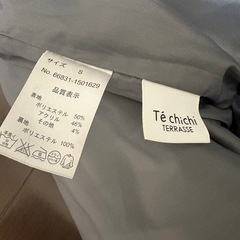 サイズ S
No. 66831-1501629
品質表示
表地
ポリエステル 50%
アクリル 46%
その他 4%
裏地
ポリエステル 100%
Té chichi
TERRASSE